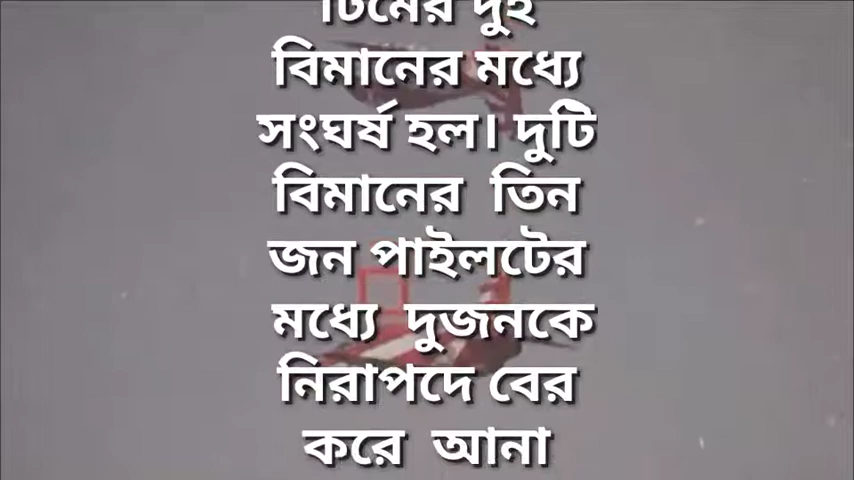 টিমের দুই
বিমানের মধ্যে
সংঘর্ষ হল। দুটি
বিমানের তিন
জন পাইলটের
মধ্যে দুজনকে
নিরাপদে বের
করে আনা